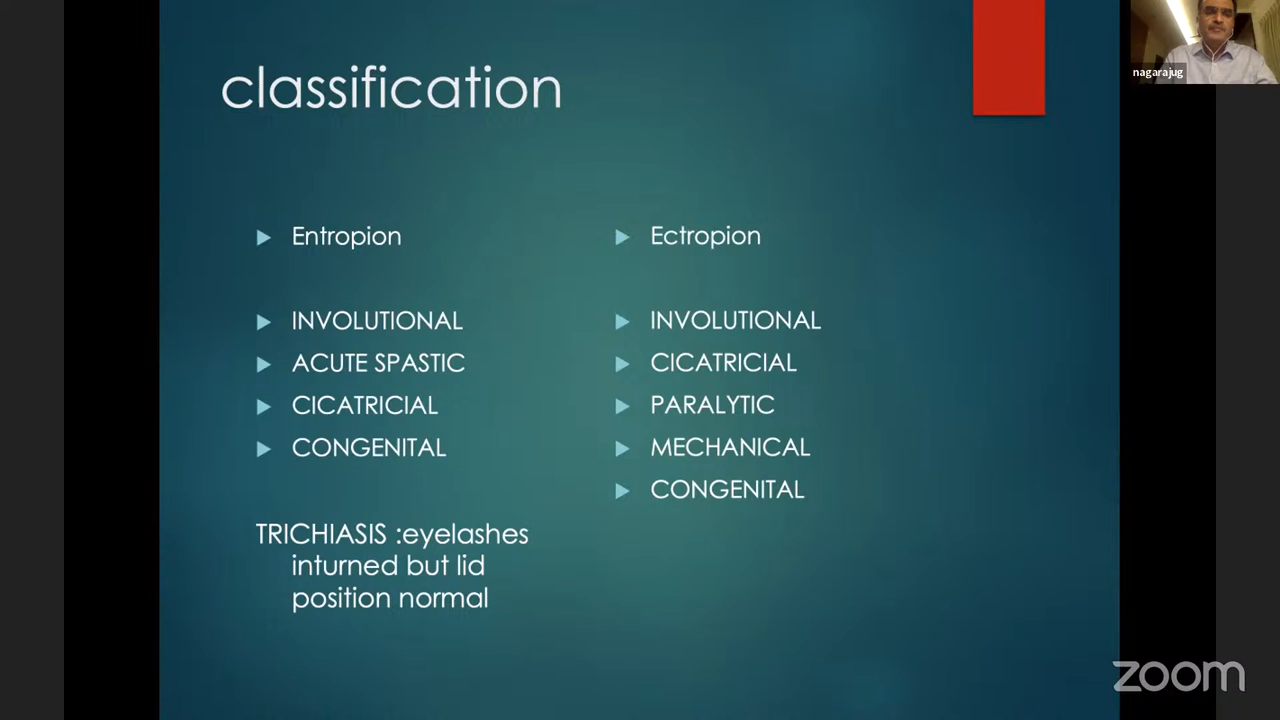 classification
nagarajug
Entropion
INVOLUTIONAL
ACUTE SPASTIC
CICATRICIAL
CONGENITAL
TRICHIASIS :eyelashes
inturned but lid
position normal
Ectropion
INVOLUTIONAL
CICATRICIAL
PARALYTIC
MECHANICAL
CONGENITAL
zoom